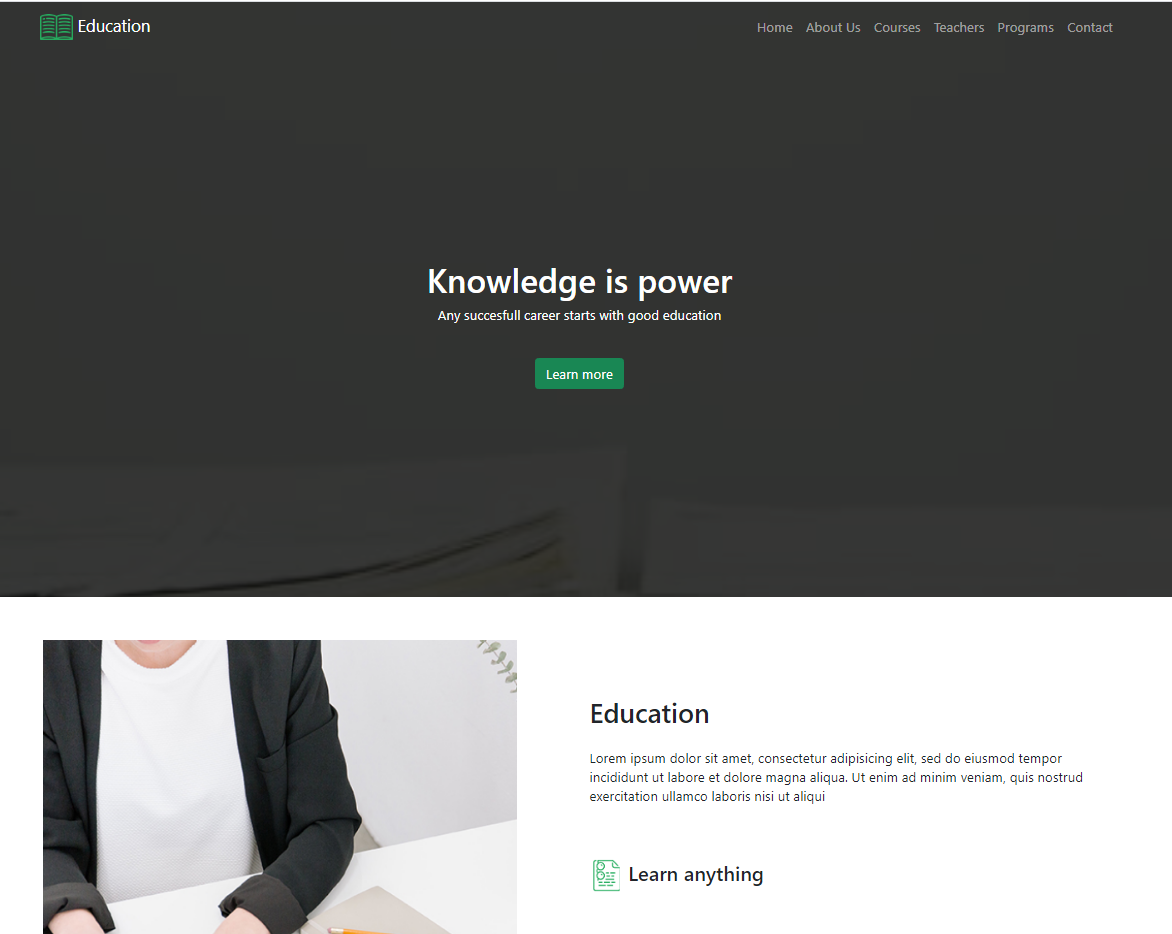 Education
Home About Us Courses Teachers Programs Contact
Knowledge is power
Any succesfull career starts with good education
Learn more
Education
Lorem ipsum dolor sit amet, consectetur adipisicing elit, sed do eiusmod tempor
incididunt ut labore et dolore magna aliqua. Ut enim ad minim veniam, quis nostrud
exercitation ullamco laboris nisi ut aliqui
Learn anything